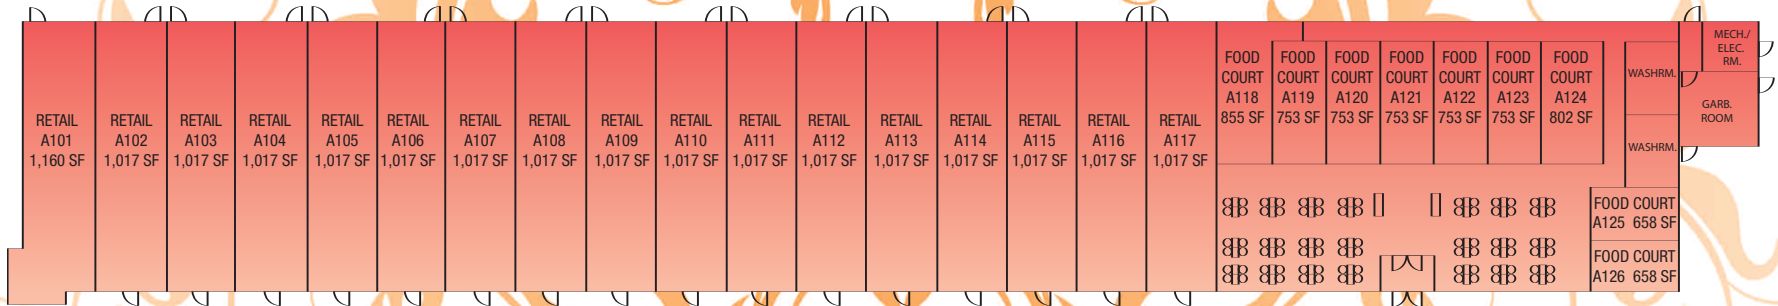 RETAIL
A101
1,160 SF
RETAIL
A102
1,017 SF
RETAIL
A103
1,017 SF
RETAIL
A104
1,017 SF
RETAIL
A105
1,017 SF
RETAIL
A106
1,017 SF
RETAIL
A107
1,017 SF
RETAIL
A108
1,017 SF
RETAIL
A109
1,017 SF
RETAIL
A110
1,017 SF
RETAIL
A111
1,017 SF
RETAIL
A112
1,017 SF
RETAIL
A113
1,017 SF
RETAIL
A114
1,017 SF
RETAIL
A115
1,017 SF
RETAIL
A116
1,017 SF
RETAIL
A117
1,017 SF
FOOD
COURT
A118
855 SF
FOOD
COURT
A119
753 SF
FOOD
COURT
A120
753 SF
FOOD
COURT
A121
753 SF
FOOD
COURT
A122
753 SF
FOOD
COURT
A123
753 SF
FOOD
COURT
A124
802 SF
WASHRM.
WASHRM.
MECH./
ELEC.
RM.
GARB.
ROOM
FOOD COURT
A125 658 SF
FOOD COURT
A126 658 SF